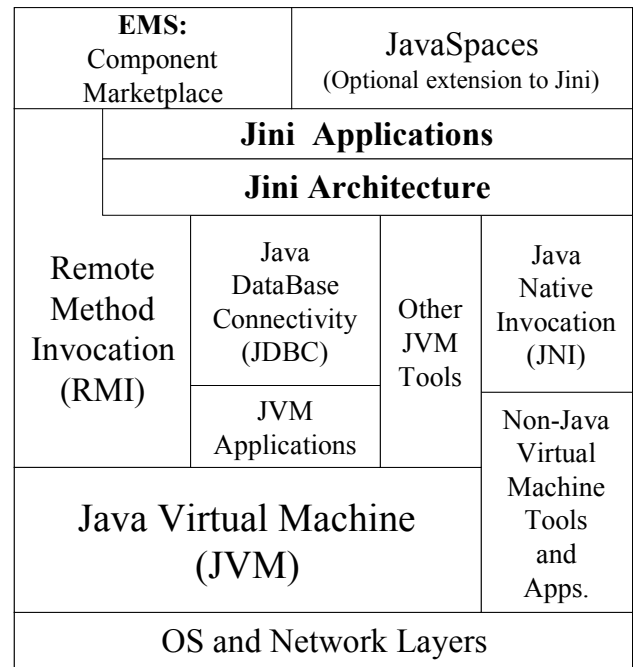 EMS:
Component
Marketplace
JavaSpaces
(Optional extension to Jini)
Jini Applications
Jini Architecture
Remote
Method
Invocation
(RMI)
Java
DataBase
Connectivity
(JDBC)
JVM
Applications
Other
JVM
Tools
Java
Native
Invocation
(JNI)
Non-Java
Virtual
Machine
Tools
and
Apps.
Java Virtual Machine
(JVM)
OS and Network Layers